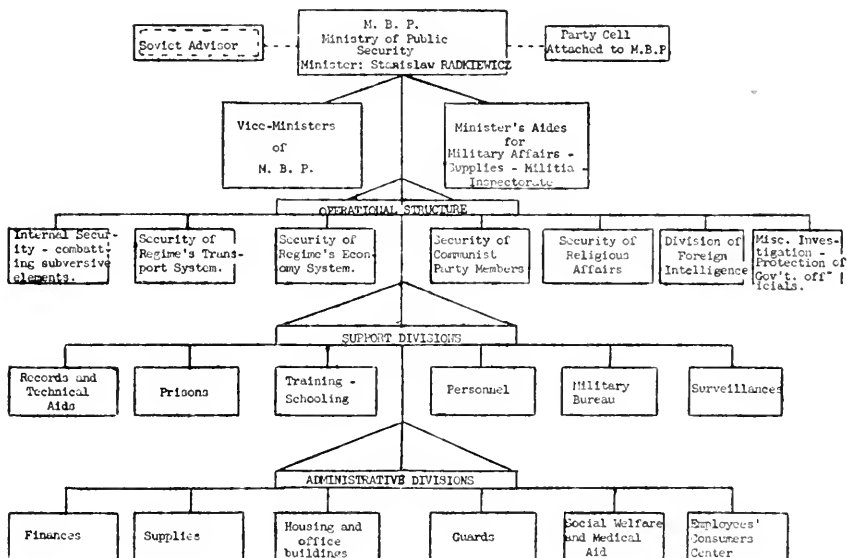 M. B. P.
Ministry of Public
Security
Minister: Stanislaw RADKIEWICZ
Soviet Advisor
Party Cell
Attached to M.B.P.
Vice-Ministers
of
M. B. P.
Minister's Aides
for
Military Affairs -
Supplies - Militia -
Inspectorate
OPERATIONAL STRUCTURE
Internal Secur-
ity - combatt-
ing subversive
elements.
Security of
Regime's Trans-
port System.
Security of
Regime's Econ-
omy System.
Security of
Communist
Party Members
Security of
Religious
Affairs
Division of
Foreign
Intelligence
Misc. Inves-
tigation -
Protection of
Gov't. off-
icials.
SUPPORT DIVISIONS
Records and
Technical
Aids
Prisons
Training -
Schooling
Personnel
Military
Bureau
Surveillances
ADMINISTRATIVE DIVISIONS
Finances
Supplies
Housing and
office
buildings
Guards
Social Welfare
and Medical
Aid
Employees'
Consumers
Center